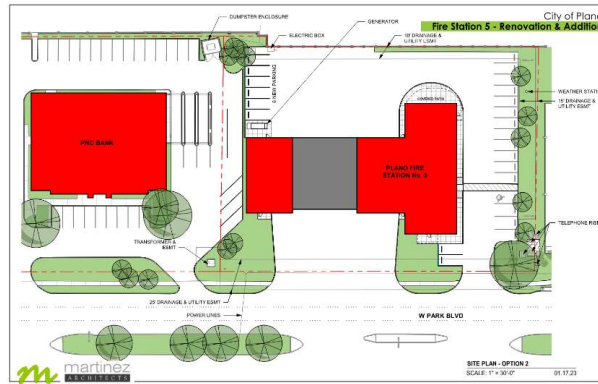 City of Plano
Fire Station 5 - Renovation & Addition
DUMPSTER ENCLOSURE
GENERATOR
ELECTRIC BOX
DRAINAGE &
UTILITY ESMT
WEATHER STATI
15' DRAINAGE &
UTILITY ESMT
PNC BANK
PLANO FIRE
STATION No. 5
TRANSFORMER &
ESMT
TELEPHONE RISE
25' DRAINAGE & UTILITY ESMT
POWER LINES
W PARK BLVD
SITE PLAN - OPTION 2
SCALE: 1" = 30'-0"
01.17.23
m martinez
ARCHITECTS